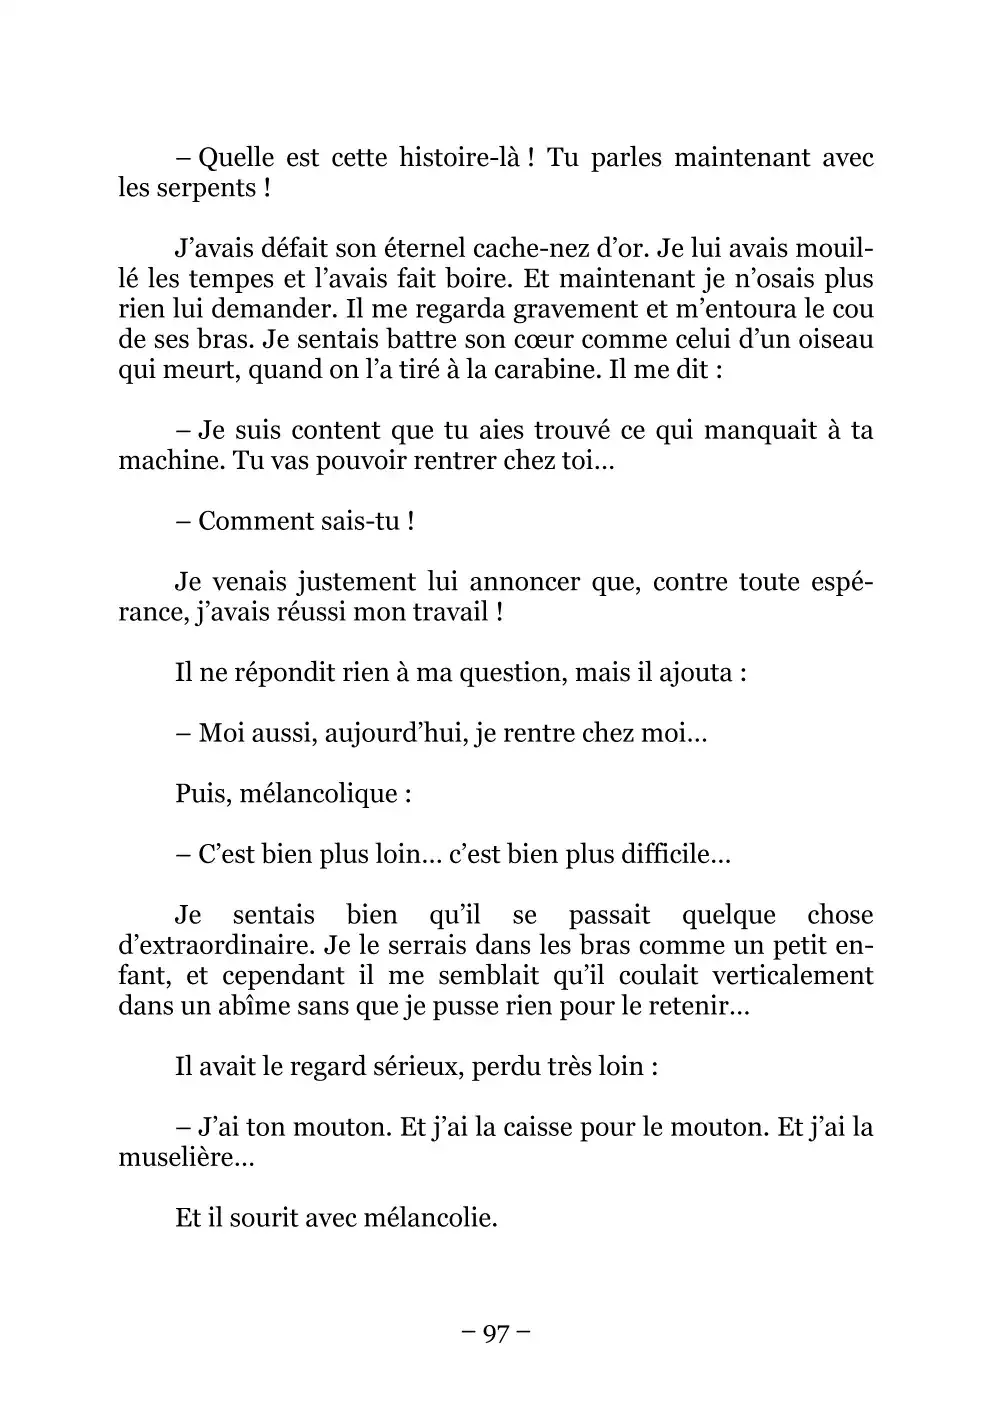 – Quelle est cette histoire-là ! Tu parles maintenant avec
les serpents !
J’avais défait son éternel cache-nez d’or. Je lui avais mouil-
lé les tempes et l’avais fait boire. Et maintenant je n’osais plus
rien lui demander. Il me regarda gravement et m’entoura le cou
de ses bras. Je sentais battre son cœur comme celui d’un oiseau
qui meurt, quand on l’a tiré à la carabine. Il me dit :
– Je suis content que tu aies trouvé ce qui manquait à ta
machine. Tu vas pouvoir rentrer chez toi…
– Comment sais-tu !
Je venais justement lui annoncer que, contre toute espé-
rance, j’avais réussi mon travail !
Il ne répondit rien à ma question, mais il ajouta :
– Moi aussi, aujourd’hui, je rentre chez moi…
Puis, mélancolique :
– C’est bien plus loin… c’est bien plus difficile…
Je sentais bien qu’il se passait quelque chose
d’extraordinaire. Je le serrais dans les bras comme un petit en-
fant, et cependant il me semblait qu’il coulait verticalement
dans un abîme sans que je pusse rien pour le retenir…
Il avait le regard sérieux, perdu très loin :
– J’ai ton mouton. Et j’ai la caisse pour le mouton. Et j’ai la
muselière…
Et il sourit avec mélancolie.
– 97 –